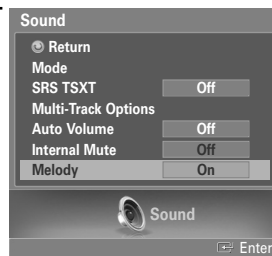 Sound
Return
Mode
SRS TSXT Off
Multi-Track Options
Auto Volume Off
Internal Mute Off
Melody On
Sound
Enter